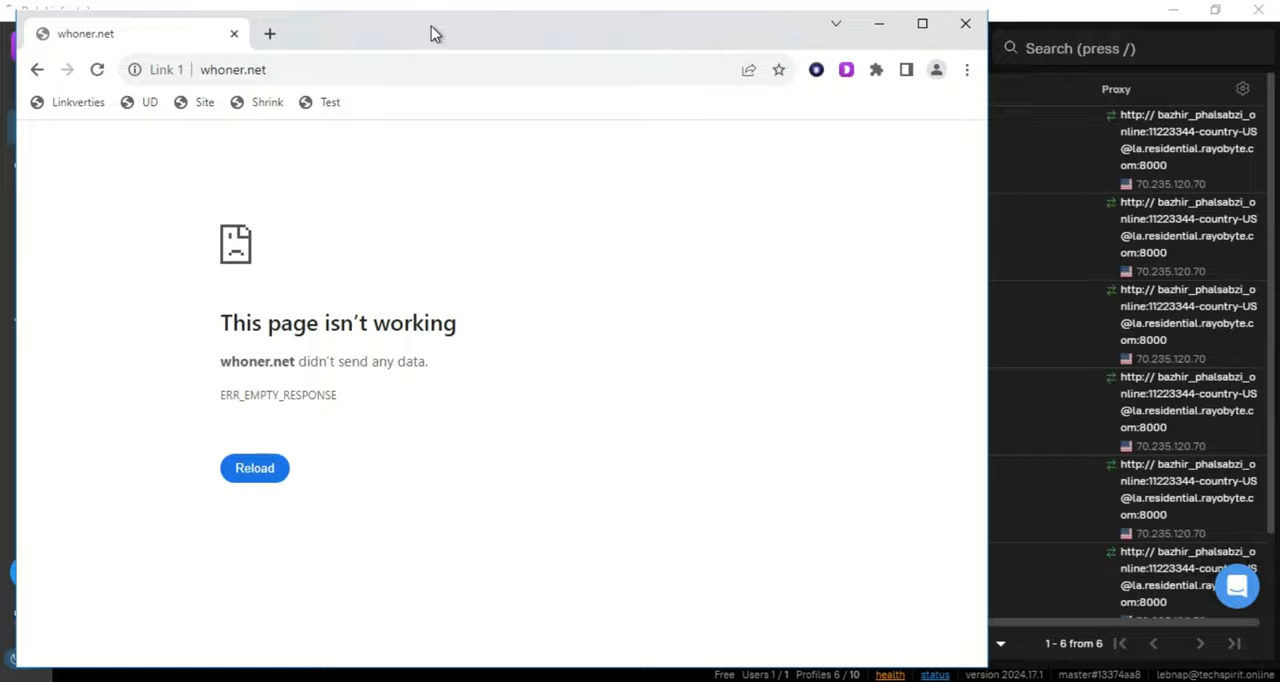 whoner.net
Link 1 whoner.net
Linkverties UD Site Shrink Test
This page isn't working
whoner.net didn't send any data.
ERR_EMPTY_RESPONSE
Reload
Search (press /)
Proxy
http:// bazhir_phalsabzi_o
nline:11223344-country-US
@la.residential.rayobyte.c
om:8000
70.235.120.70
http:// bazhir_phalsabzi_o
nline:11223344-country-US
@la.residential.rayobyte.c
om:8000
70.235.120.70
http:// bazhir_phalsabzi_o
nline:11223344-country-US
@la.residential.rayobyte.c
om:8000
70.235.120.70
http:// bazhir_phalsabzi_o
nline:11223344-country-US
@la.residential.rayobyte.c
om:8000
70.235.120.70
http:// bazhir_phalsabzi_o
nline:11223344-country-US
@la.residential.rayobyte.c
om:8000
70.235.120.70
http:// bazhir_phalsabzi_o
om:8000
1 - 6 from 6
Free Users 1 / 1 Profiles 6 / 10 health status version 2024.17.1 master#13374aa8 lebnap@techspirit.online